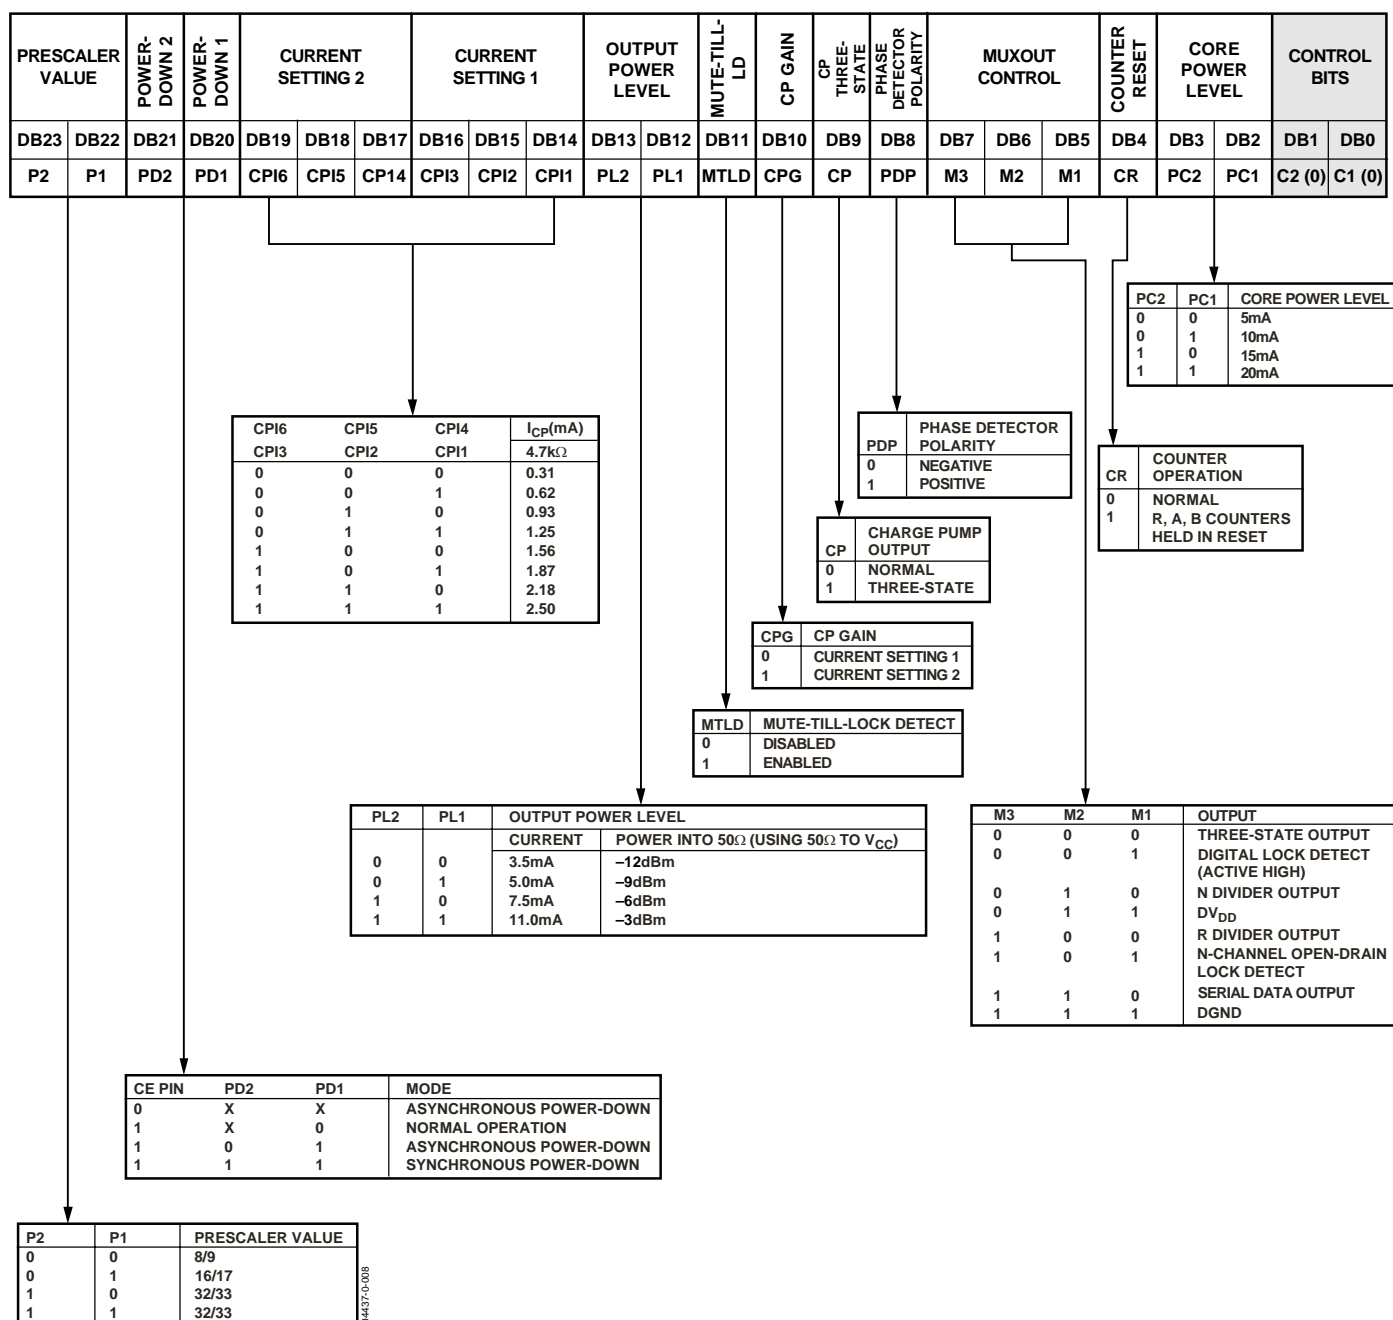 PRESCALER VALUE
POWER-DOWN 2
POWER-DOWN 1
CURRENT SETTING 2
CURRENT SETTING 1
OUTPUT POWER LEVEL
MUTE-TILL-LD
CP GAIN
CP THREE-STATE
PHASE DETECTOR POLARITY
MUXOUT CONTROL
COUNTER RESET
CORE POWER LEVEL
CONTROL BITS
DB23 DB22 DB21 DB20 DB19 DB18 DB17 DB16 DB15 DB14 DB13 DB12 DB11 DB10 DB9 DB8 DB7 DB6 DB5 DB4 DB3 DB2 DB1 DB0
P2 P1 PD2 PD1 CPI6 CPI5 CP14 CPI3 CPI2 CPI1 PL2 PL1 MTLD CPG CP PDP M3 M2 M1 CR PC2 PC1 C2 (0) C1 (0)
PC2 PC1 CORE POWER LEVEL
0 0 5mA
0 1 10mA
1 0 15mA
1 1 20mA
CPI6 CPI5 CPI4 ICP(mA)
CPI3 CPI2 CPI1 4.7kΩ
0 0 0 0.31
0 0 1 0.62
0 1 0 0.93
0 1 1 1.25
1 0 0 1.56
1 0 1 1.87
1 1 0 2.18
1 1 1 2.50
PHASE DETECTOR
PDP POLARITY
0 NEGATIVE
1 POSITIVE
COUNTER
CR OPERATION
0 NORMAL
1 R, A, B COUNTERS
HELD IN RESET
CHARGE PUMP
CP OUTPUT
0 NORMAL
1 THREE-STATE
CPG CP GAIN
0 CURRENT SETTING 1
1 CURRENT SETTING 2
MTLD MUTE-TILL-LOCK DETECT
0 DISABLED
1 ENABLED
PL2 PL1 OUTPUT POWER LEVEL
CURRENT POWER INTO 50Ω (USING 50Ω TO VCC)
0 0 3.5mA –12dBm
0 1 5.0mA –9dBm
1 0 7.5mA –6dBm
1 1 11.0mA –3dBm
M3 M2 M1 OUTPUT
0 0 0 THREE-STATE OUTPUT
0 0 1 DIGITAL LOCK DETECT
(ACTIVE HIGH)
0 1 0 N DIVIDER OUTPUT
0 1 1 DVDD
1 0 0 R DIVIDER OUTPUT
1 0 1 N-CHANNEL OPEN-DRAIN
LOCK DETECT
1 1 0 SERIAL DATA OUTPUT
1 1 1 DGND
CE PIN PD2 PD1 MODE
0 X X ASYNCHRONOUS POWER-DOWN
1 X 0 NORMAL OPERATION
1 0 1 ASYNCHRONOUS POWER-DOWN
1 1 1 SYNCHRONOUS POWER-DOWN
P2 P1 PRESCALER VALUE
0 0 8/9
0 1 16/17
1 0 32/33
1 1 32/33